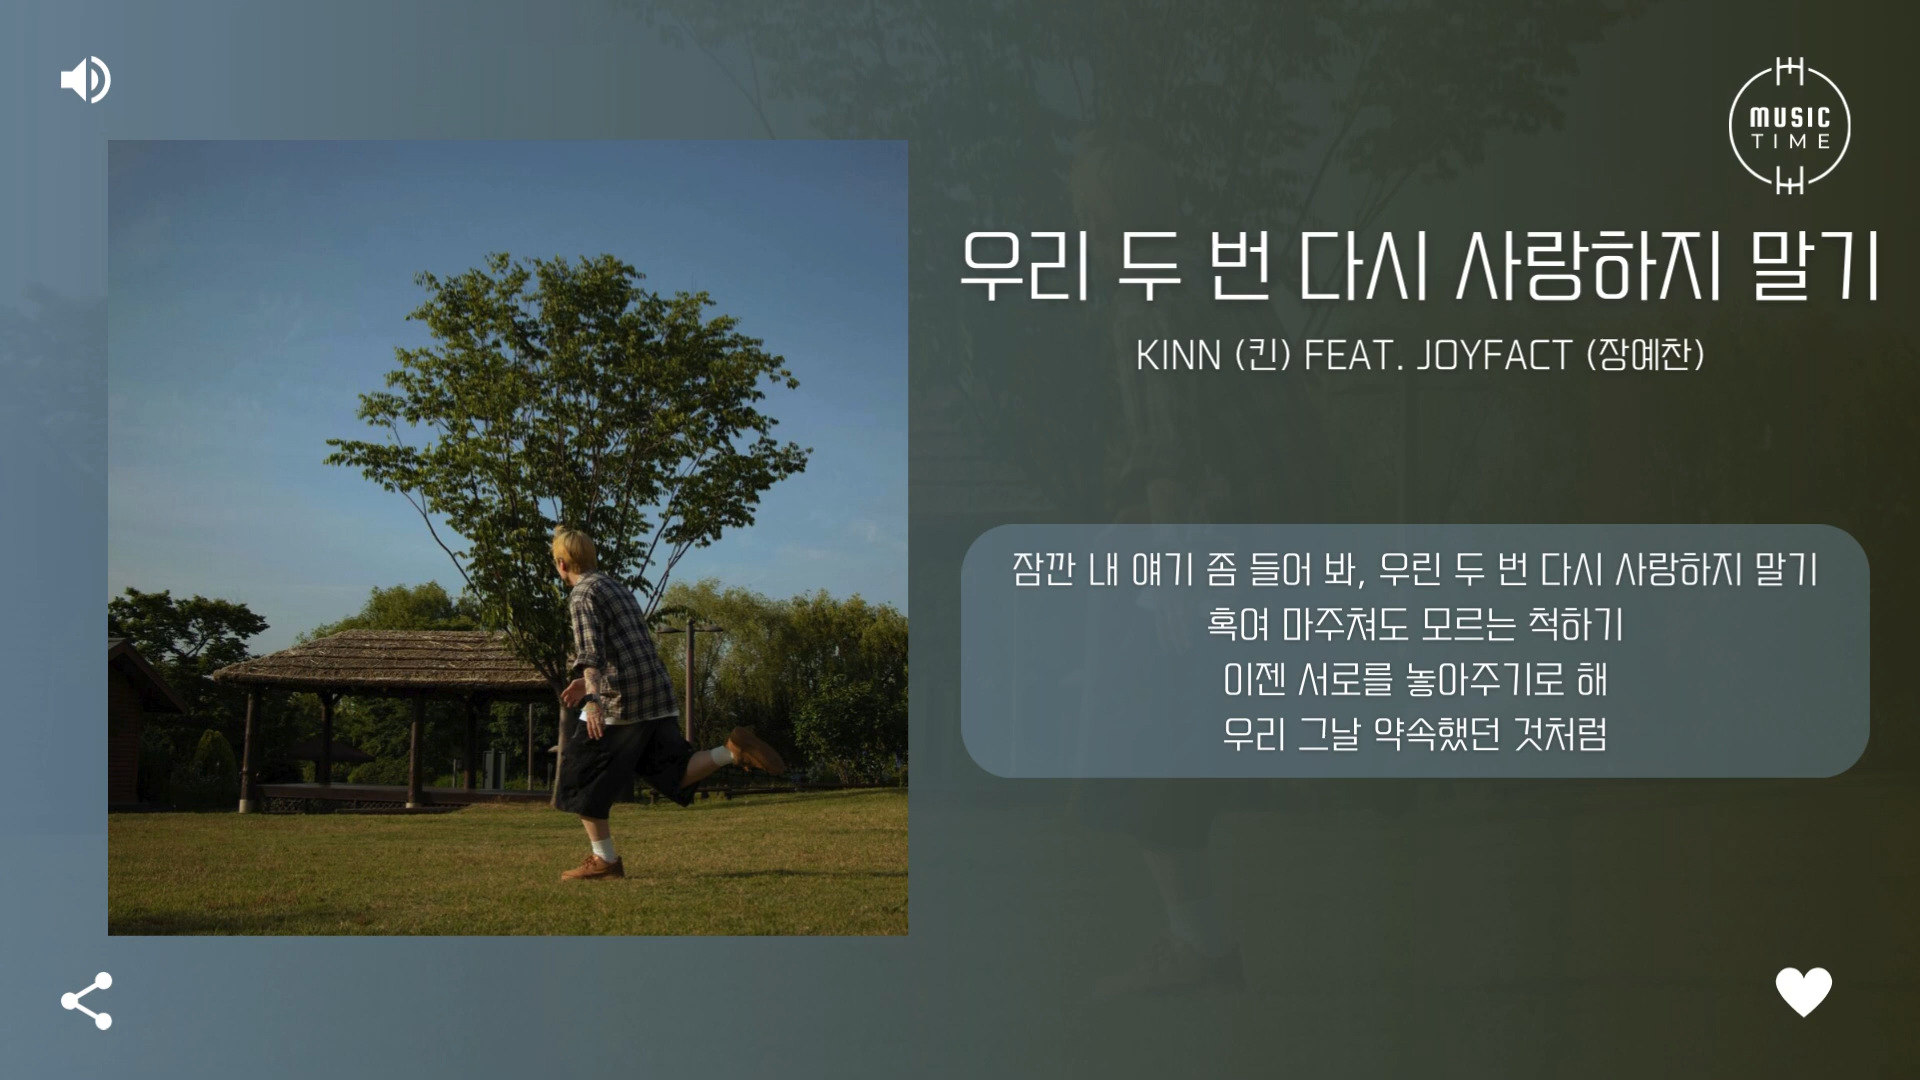 MUSIC
TIME
우리 두 번 다시 사랑하지 말기
KINN (킨) FEAT. JOYFACT (장예찬)
잠깐 내 얘기 좀 들어 봐, 우린 두 번 다시 사랑하지 말기
혹여 마주쳐도 모르는 척하기
이젠 서로를 놓아주기로 해
우리 그날 약속했던 것처럼